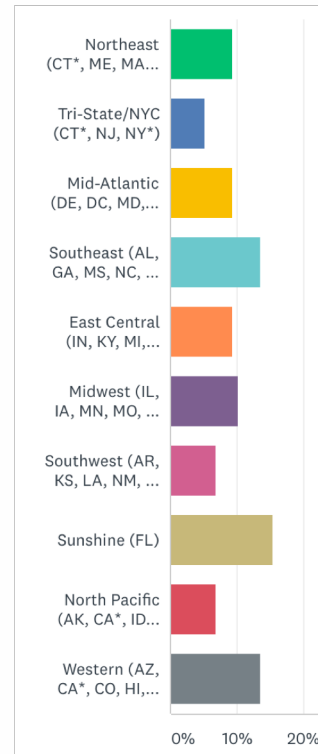 Northeast
(CT*, ME, MA...
Tri-State/NYC
(CT*, NJ, NY*)
Mid-Atlantic
(DE, DC, MD,...
Southeast (AL,
GA, MS, NC, ...
East Central
(IN, KY, MI,...
Midwest (IL,
IA, MN, MO, ...
Southwest (AR,
KS, LA, NM, ...
Sunshine (FL)
North Pacific
(AK, CA*, ID...
Western (AZ,
CA*, CO, HI,...
0% 10% 20%